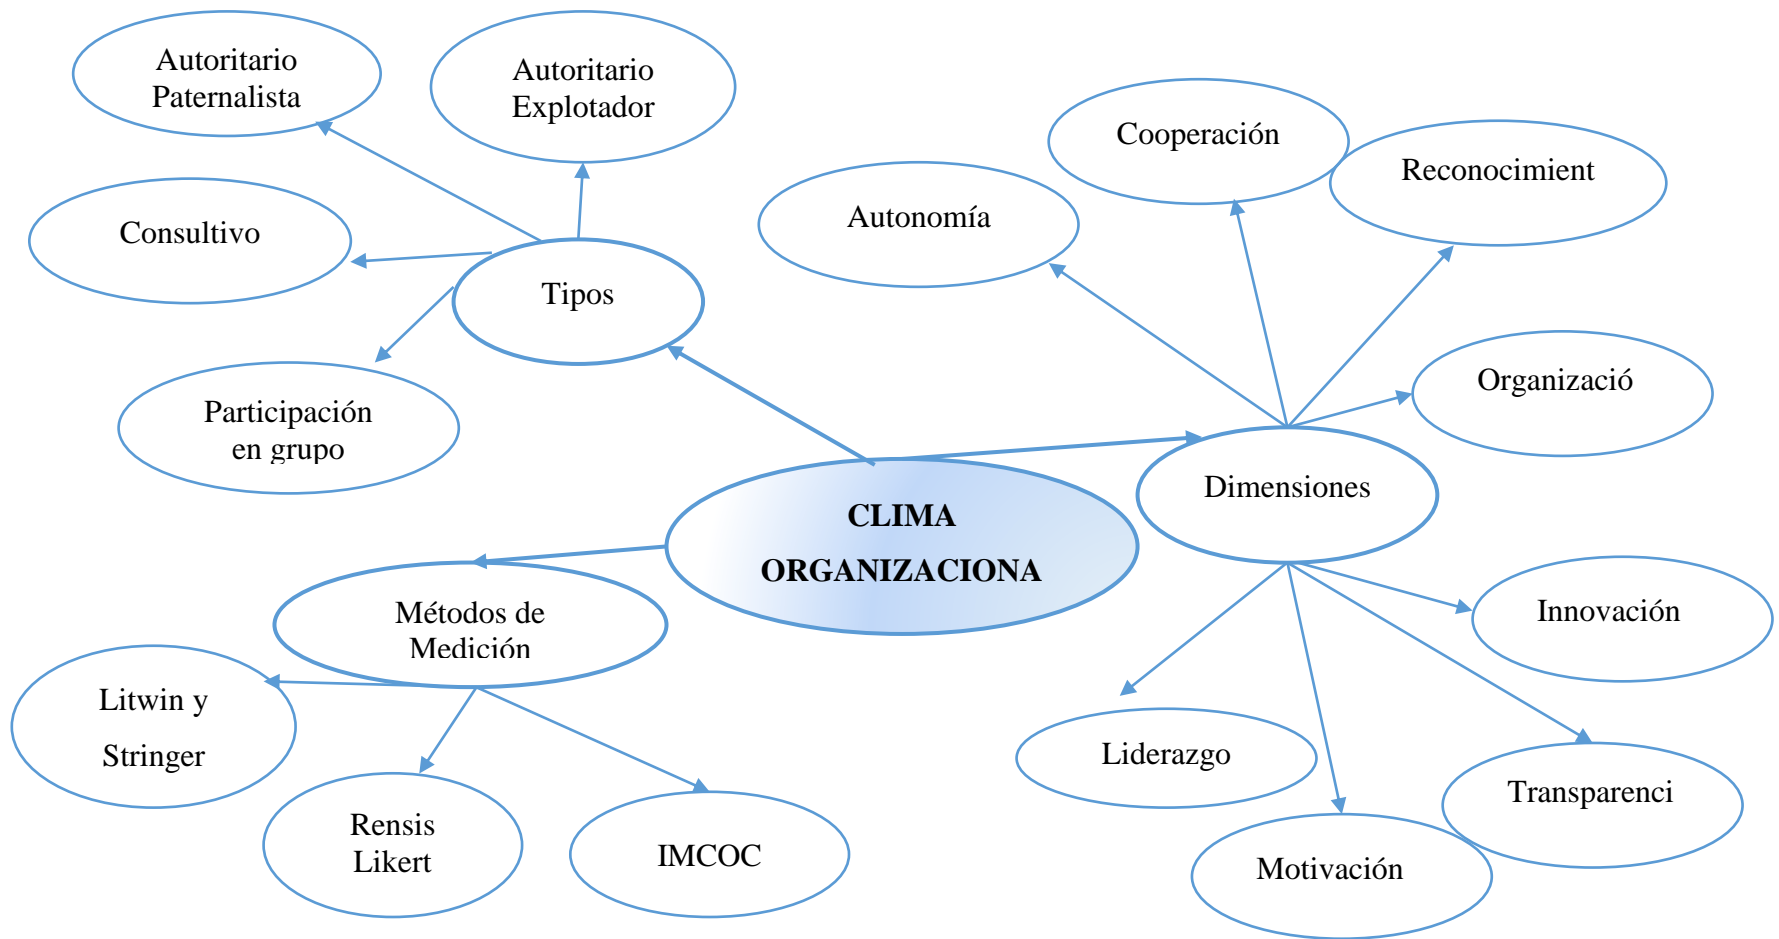 Autoritario
Paternalista
Autoritario
Explotador
Cooperación
Reconocimient
Autonomía
Consultivo
Tipos
Organizació
Participación
en grupo
Dimensiones
CLIMA
ORGANIZACIONA
Métodos de
Medición
Innovación
Litwin y
Stringer
Liderazgo
Transparenci
Rensis
Likert
IMCOC
Motivación